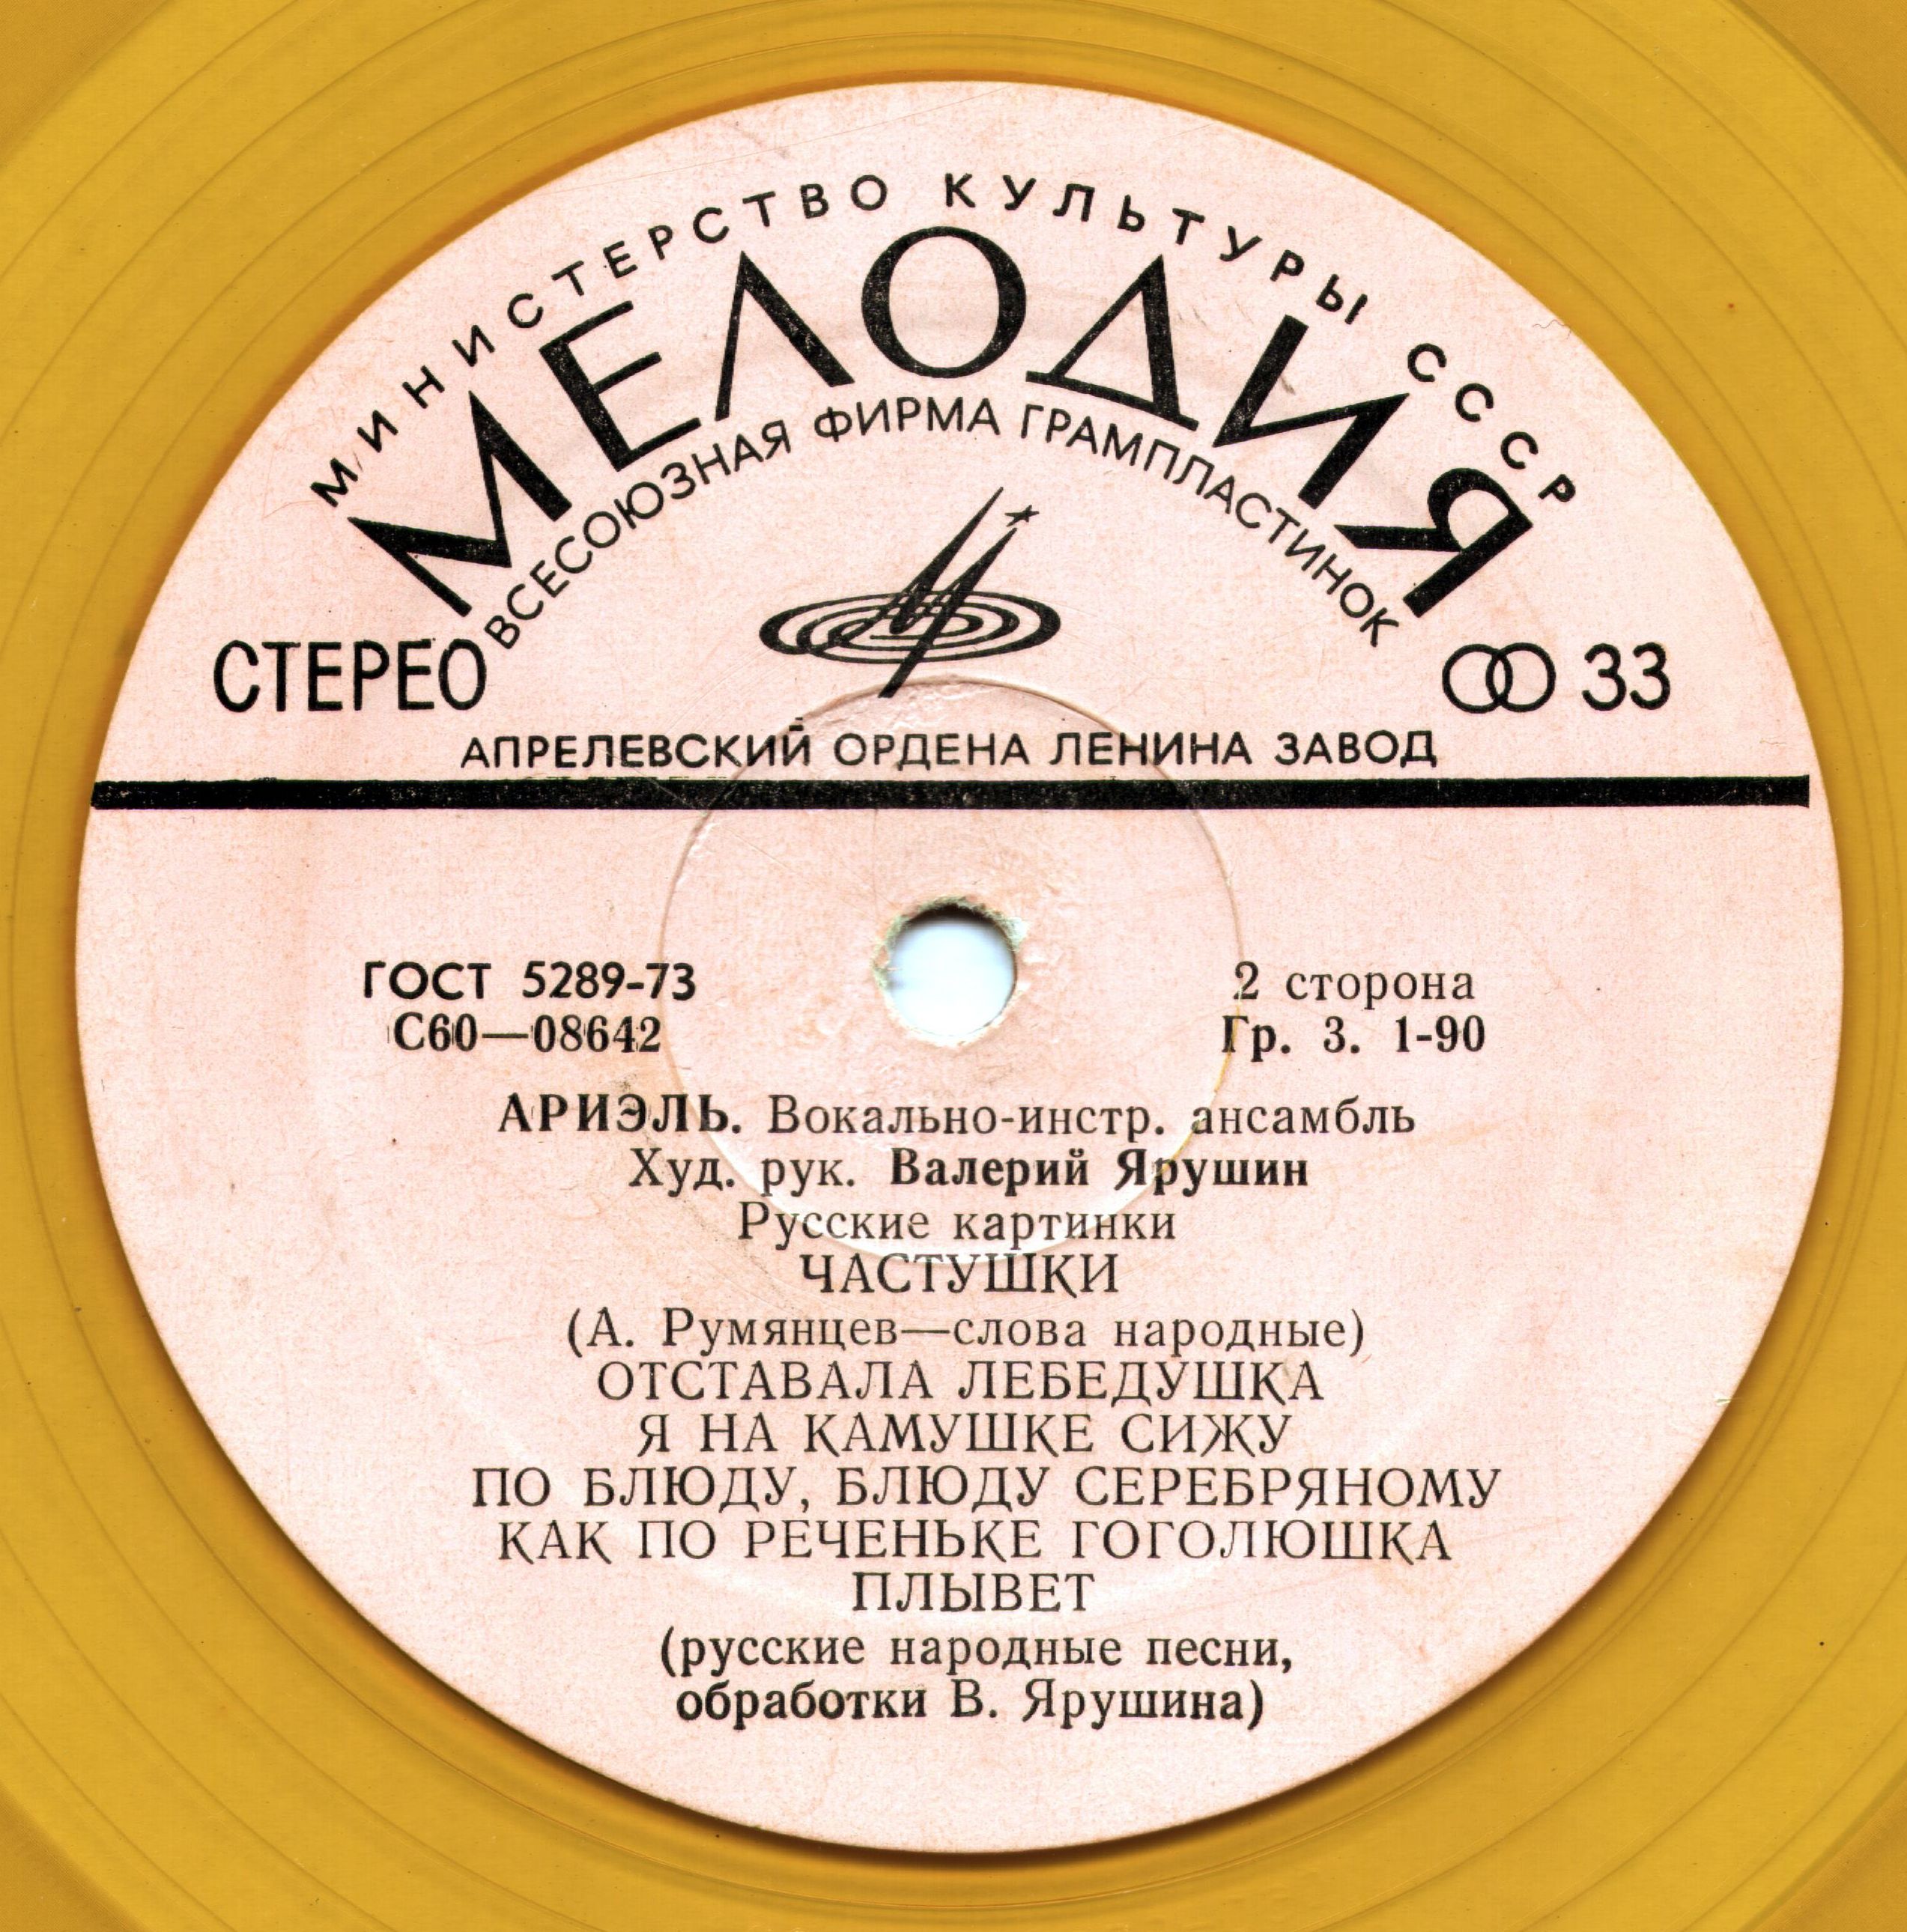 МИНИСТЕРСТВО КУЛЬТУРЫ СССР
МЕЛОДИЯ
ВСЕСОЮЗНАЯ ФИРМА ГРАМПЛАСТИНОК
СТЕРЕО
33
АПРЕЛЕВСКИЙ ОРДЕНА ЛЕНИНА ЗАВОД
ГОСТ 5289-73
2 сторона
С60—08642
Гр. 3. 1-90
АРИЭЛЬ. Вокально-инстр. ансамбль
Худ. рук. Валерий Ярушин
Русские картинки
ЧАСТУШКИ
(А. Румянцев—слова народные)
ОТСТАВАЛА ЛЕБЕДУШКА
Я НА КАМУШКЕ СИЖУ
ПО БЛЮДУ, БЛЮДУ СЕРЕБРЯНОМУ
КАК ПО РЕЧЕНЬКЕ ГОГОЛЮШКА
ПЛЫВЕТ
(русские народные песни,
обработки В. Ярушина)